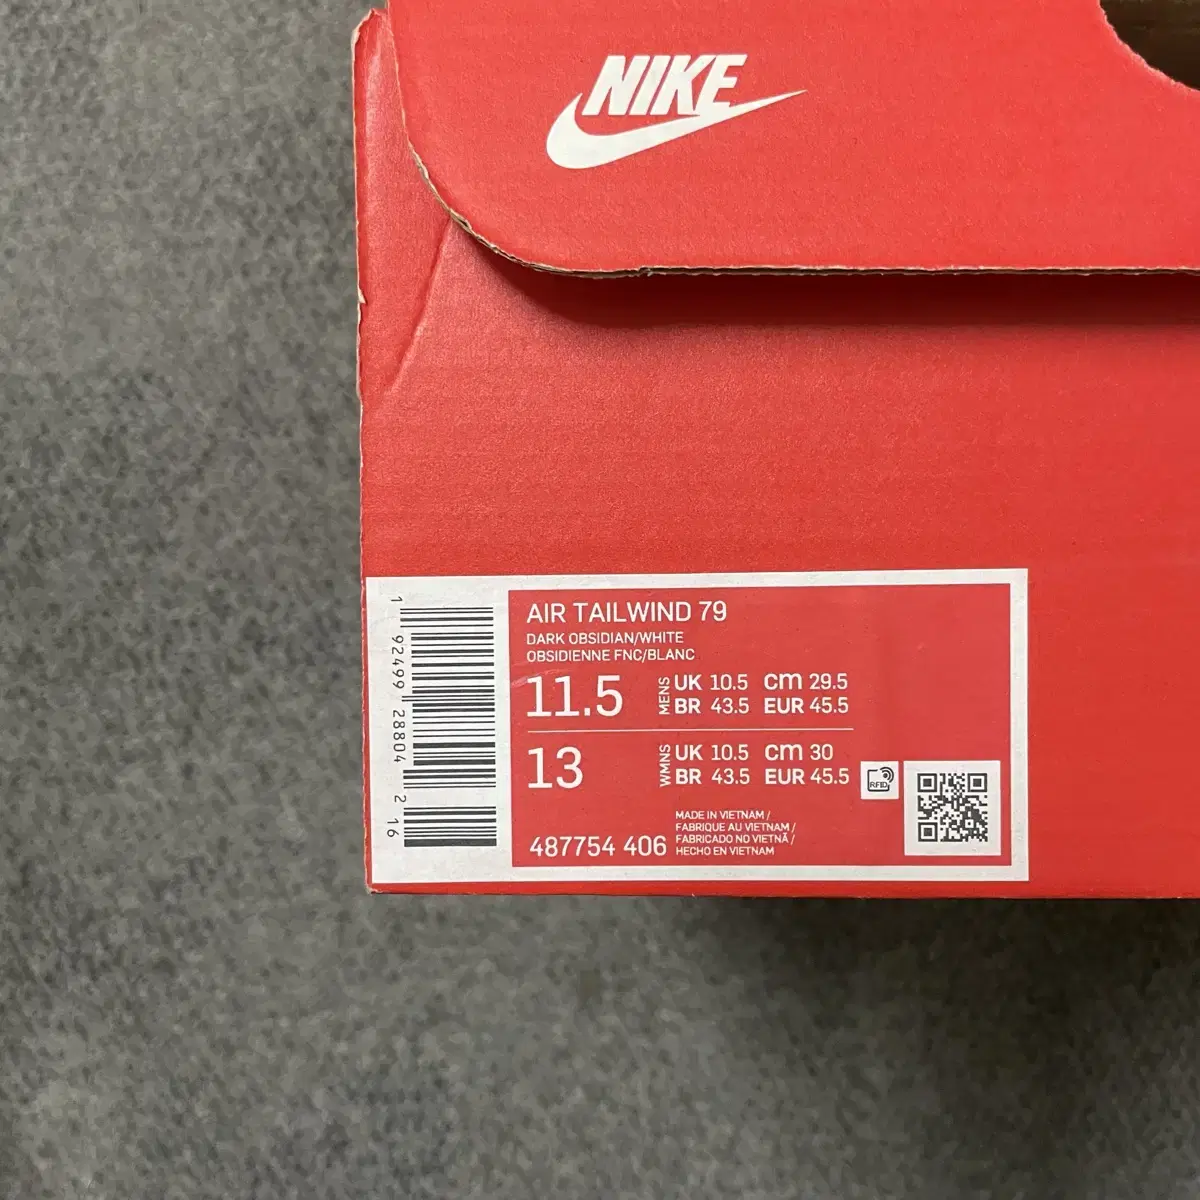 NIKE
AIR TAILWIND 79
DARK OBSIDIAN/WHITE
OBSIDIENNE FNC/BLANC
11.5 MENS UK 10.5 cm 29.5
BR 43.5 EUR 45.5
13 WMNS UK 10.5 cm 30
BR 43.5 EUR 45.5
RFID
487754 406
MADE IN VIETNAM /
FABRIQUE AU VIETNAM /
FABRICADO NO VIETNÃ /
HECHO EN VIETNAM
1 92499 28804 2 16